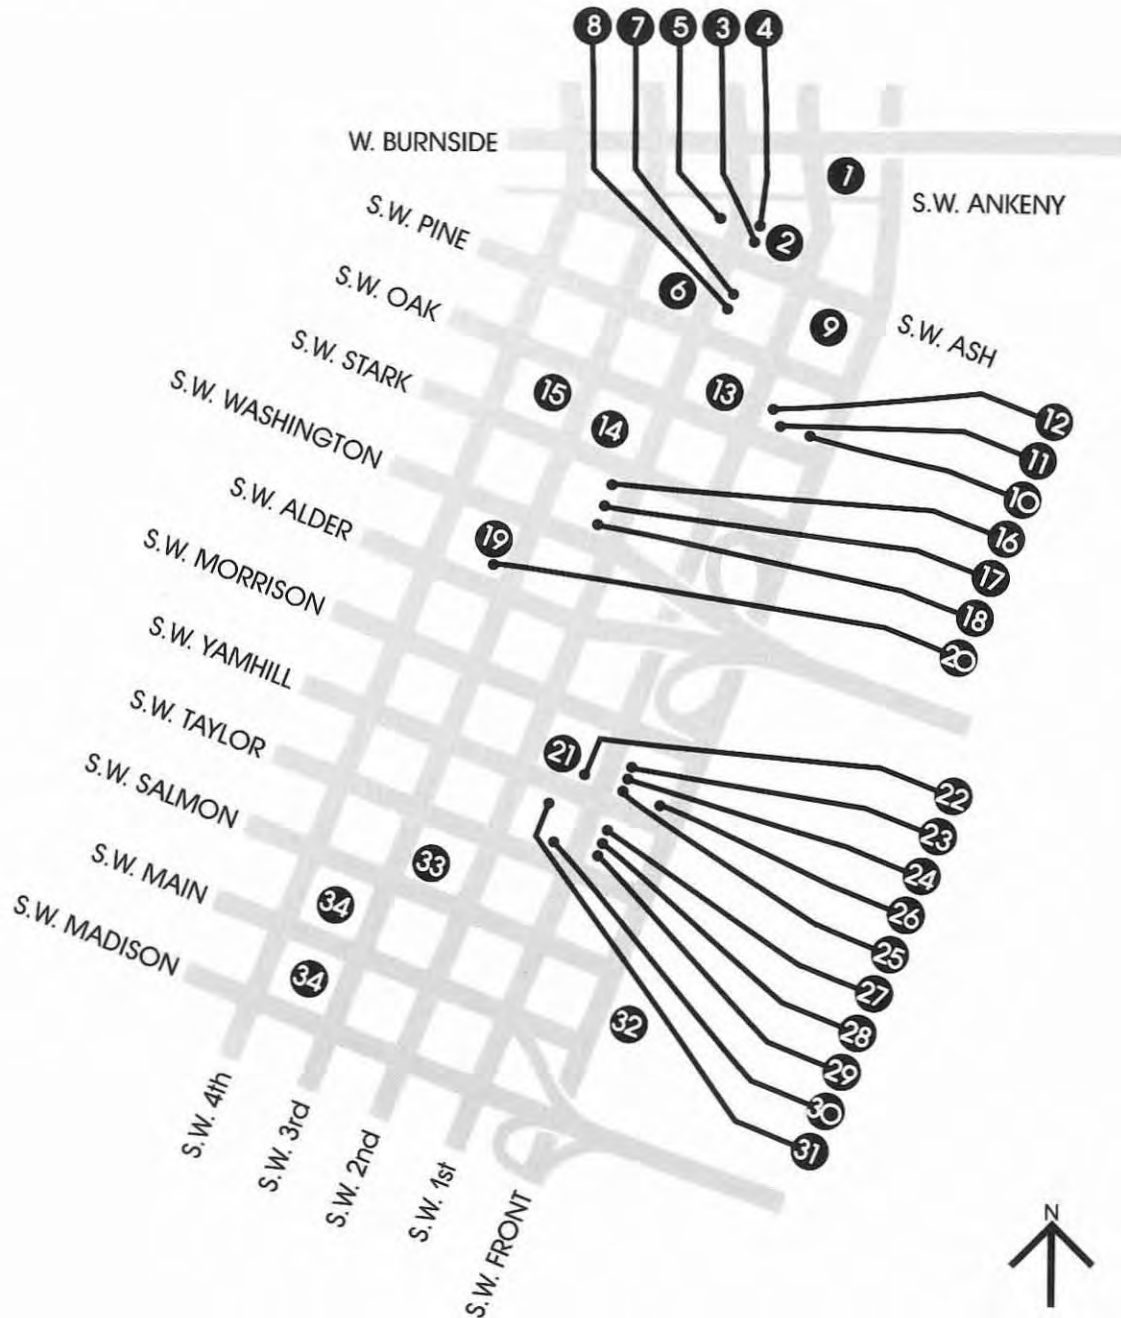 8 7 5 3 4
W. BURNSIDE
1
S.W. ANKENY
S.W. PINE
2
S.W. OAK
6
9
S.W. ASH
S.W. STARK
15
13
12
S.W. WASHINGTON
14
11
10
S.W. ALDER
19
16
17
S.W. MORRISON
18
20
S.W. YAMHILL
S.W. TAYLOR
21
22
S.W. SALMON
23
33
24
S.W. MAIN
34
26
S.W. MADISON
25
34
27
32
28
29
30
31
S.W. 4th
S.W. 3rd
S.W. 2nd
S.W. 1st
S.W. FRONT
N